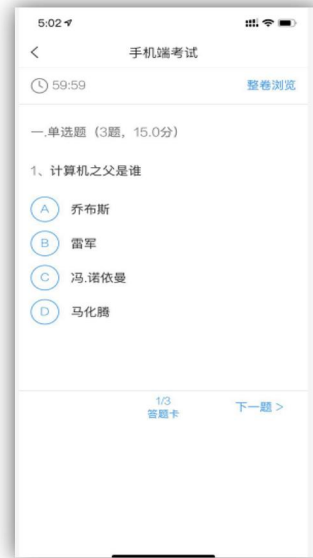 5:02
手机端考试
59:59
整卷浏览
一.单选题（3题，15.0分）
1、计算机之父是谁
A 乔布斯
B 雷军
C 冯.诺依曼
D 马化腾
1/3
答题卡
下一题 >